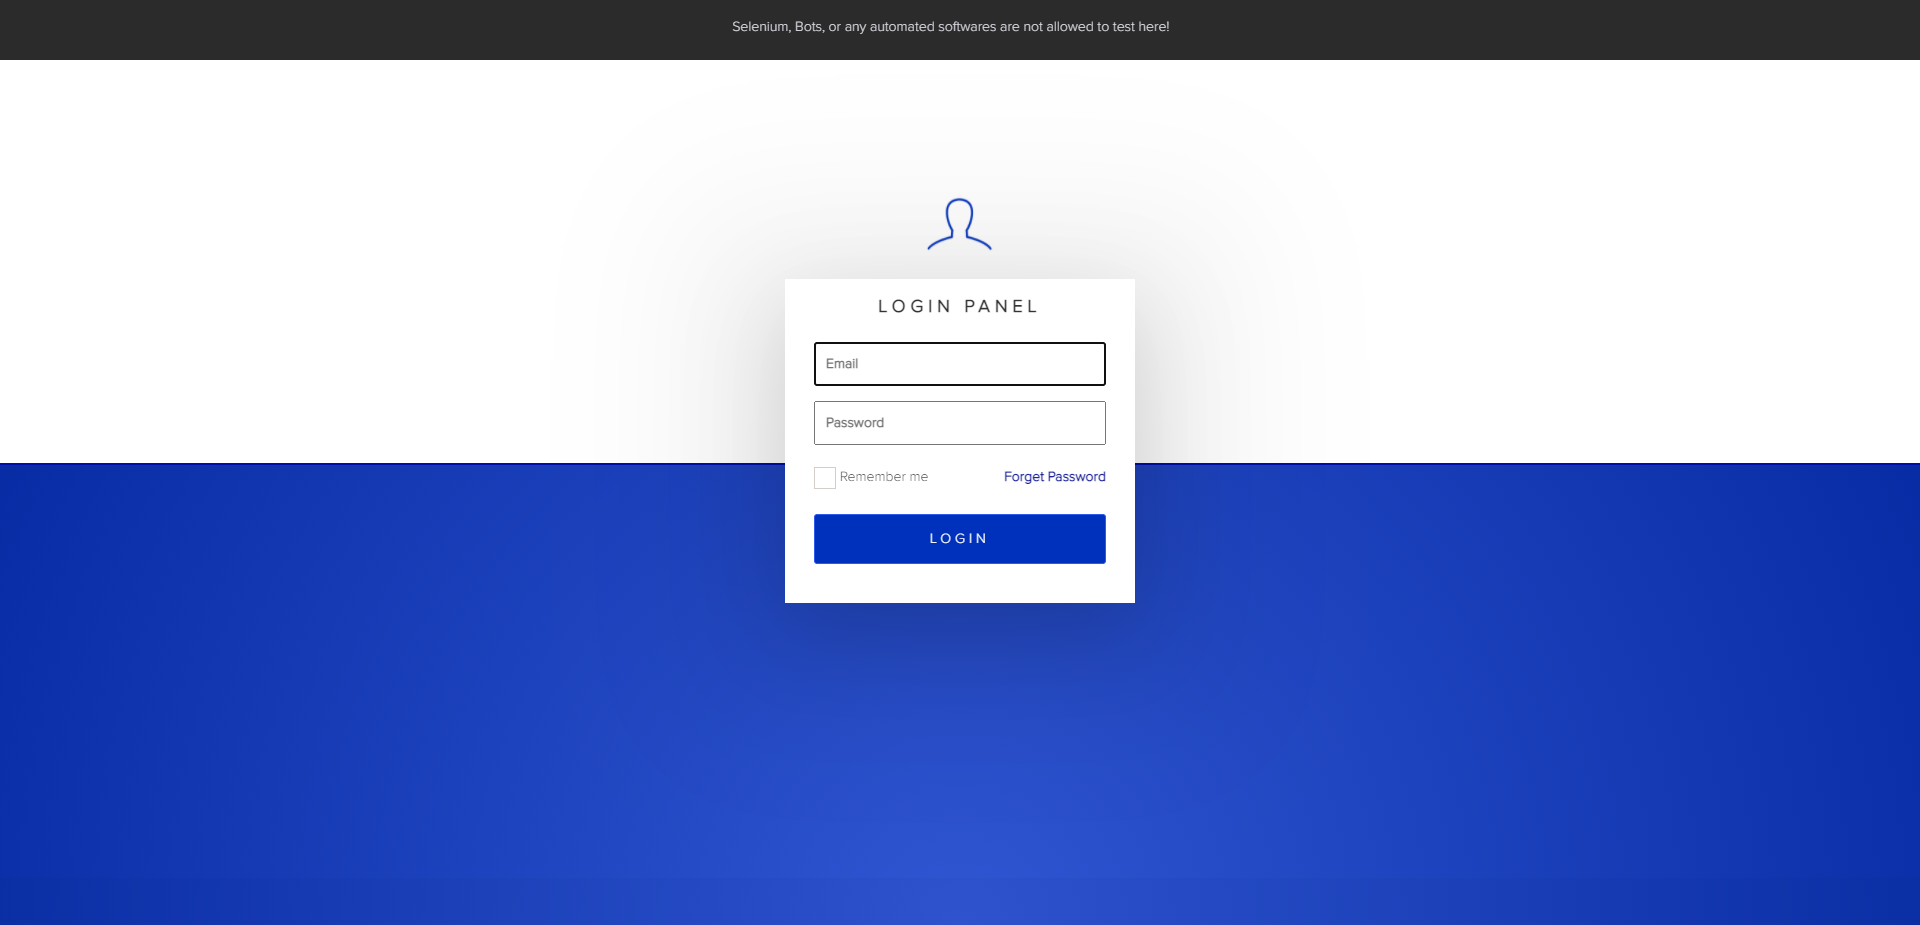 Selenium, Bots, or any automated softwares are not allowed to test here!
LOGIN PANEL
Email
Password
Remember me
Forget Password
LOGIN